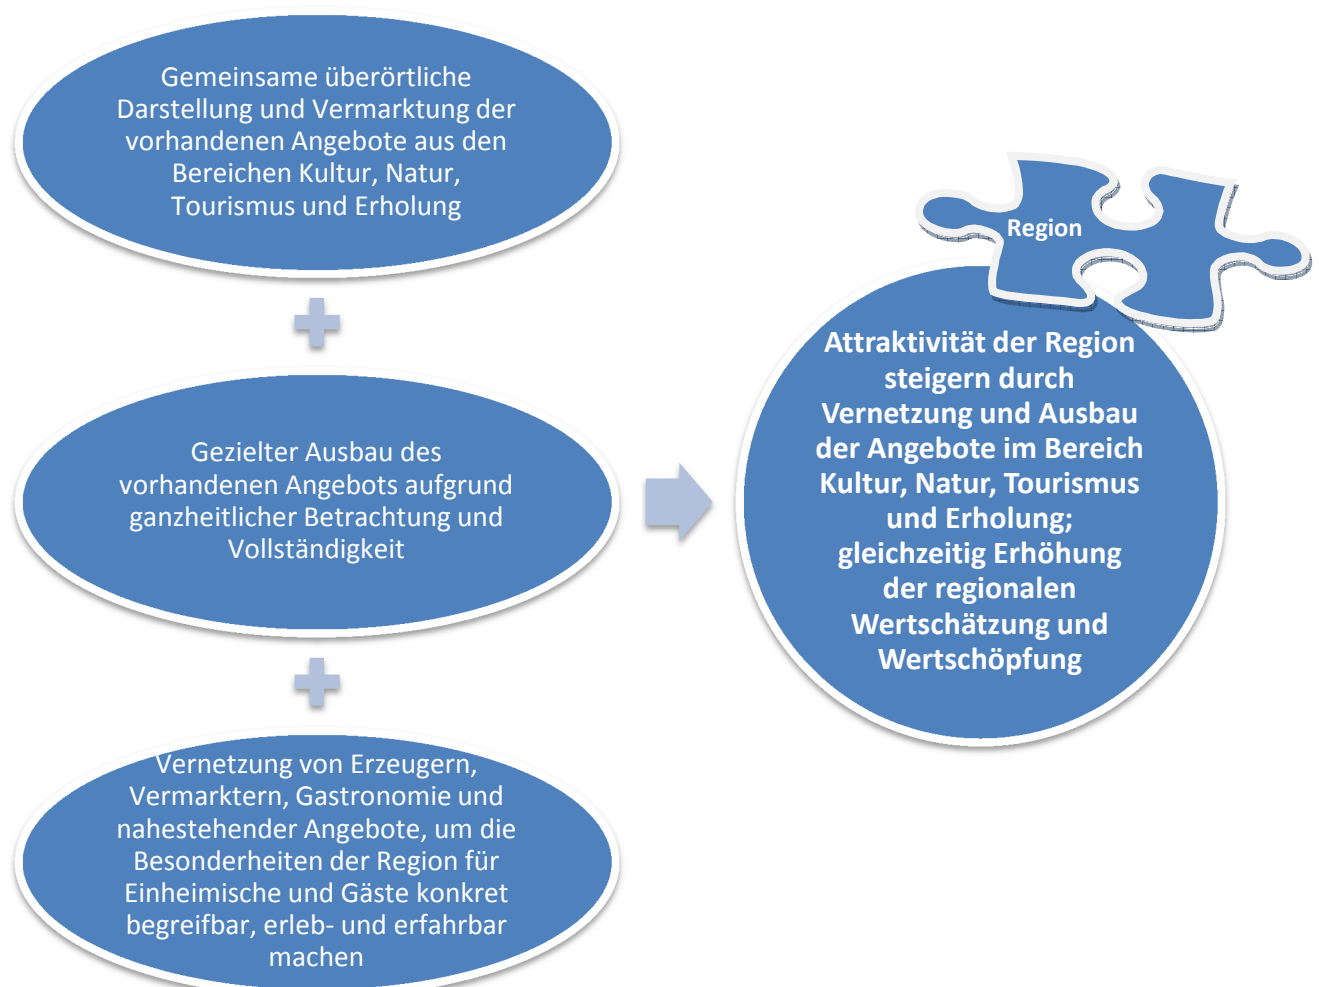 Gemeinsame überörtliche
Darstellung und Vermarktung der
vorhandenen Angebote aus den
Bereichen Kultur, Natur,
Tourismus und Erholung
Gezielter Ausbau des
vorhandenen Angebots aufgrund
ganzheitlicher Betrachtung und
Vollständigkeit
Vernetzung von Erzeugern,
Vermarktern, Gastronomie und
nahestehender Angebote, um die
Besonderheiten der Region für
Einheimische und Gäste konkret
begreifbar, erleb- und erfahrbar
machen
Region
Attraktivität der Region
steigern durch
Vernetzung und Ausbau
der Angebote im Bereich
Kultur, Natur, Tourismus
und Erholung;
gleichzeitig Erhöhung
der regionalen
Wertschätzung und
Wertschöpfung